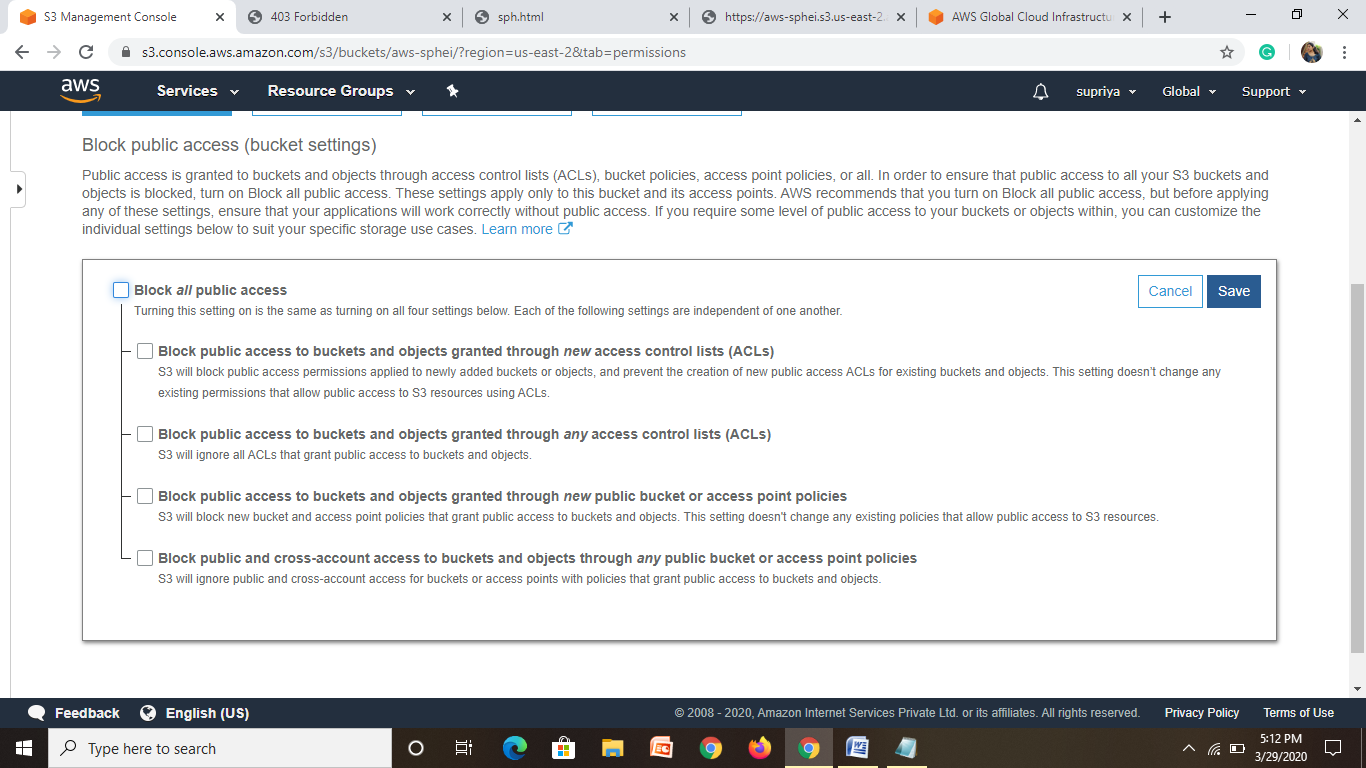 S3 Management Console
403 Forbidden
sph.html
https://aws-sphei.s3.us-east-2.
AWS Global Cloud Infrastructu
s3.console.aws.amazon.com/s3/buckets/aws-sphei/?region=us-east-2&tab=permissions
aws
Services
Resource Groups
supriya
Global
Support
Block public access (bucket settings)
Public access is granted to buckets and objects through access control lists (ACLs), bucket policies, access point policies, or all. In order to ensure that public access to all your S3 buckets and
objects is blocked, turn on Block all public access. These settings apply only to this bucket and its access points. AWS recommends that you turn on Block all public access, but before applying
any of these settings, ensure that your applications will work correctly without public access. If you require some level of public access to your buckets or objects within, you can customize the
individual settings below to suit your specific storage use cases. Learn more
Block all public access
Cancel
Save
Turning this setting on is the same as turning on all four settings below. Each of the following settings are independent of one another.
Block public access to buckets and objects granted through new access control lists (ACLs)
S3 will block public access permissions applied to newly added buckets or objects, and prevent the creation of new public access ACLs for existing buckets and objects. This setting doesn't change any
existing permissions that allow public access to S3 resources using ACLs.
Block public access to buckets and objects granted through any access control lists (ACLs)
S3 will ignore all ACLs that grant public access to buckets and objects.
Block public access to buckets and objects granted through new public bucket or access point policies
S3 will block new bucket and access point policies that grant public access to buckets and objects. This setting doesn't change any existing policies that allow public access to S3 resources.
Block public and cross-account access to buckets and objects through any public bucket or access point policies
S3 will ignore public and cross-account access for buckets or access points with policies that grant public access to buckets and objects.
Feedback
English (US)
© 2008 - 2020, Amazon Internet Services Private Ltd. or its affiliates. All rights reserved.
Privacy Policy
Terms of Use
Type here to search
5:12 PM
3/29/2020